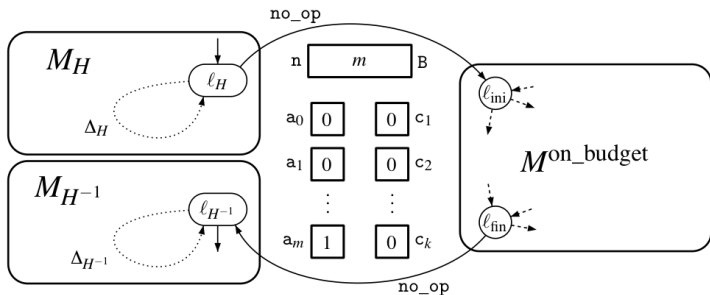 no_op
M_H
ℓ_H
Δ_H
n m B
a_0 0 0 c_1
a_1 0 0 c_2
⋮ ⋮
a_m 1 0 c_k
M_{H^{-1}}
ℓ_{H^{-1}}
Δ_{H^{-1}}
ℓ_ini
M^{on_budget}
ℓ_fin
no_op